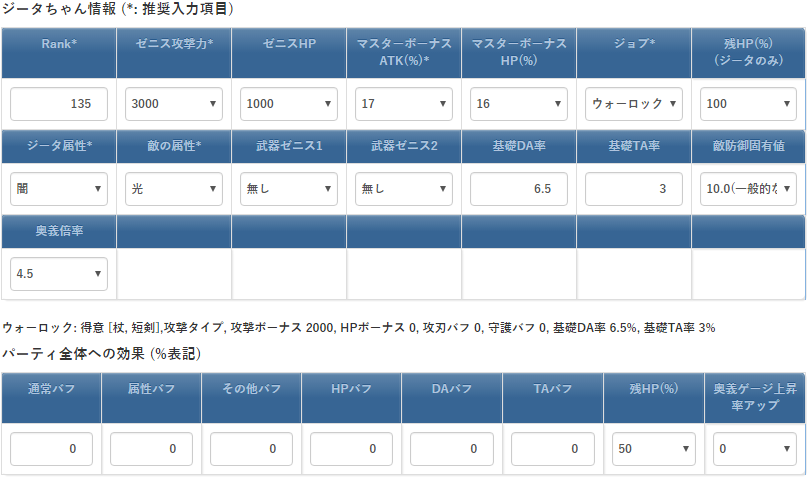 ジータちゃん情報 (*: 推奨入力項目)
Rank* ゼニス攻撃力* ゼニスHP マスターボーナスATK(%)* マスターボーナスHP(%) ジョブ* 残HP(%)(ジータのみ)
135 3000 1000 17 16 ウォーロック 100
ジータ属性* 敵の属性* 武器ゼニス1 武器ゼニス2 基礎DA率 基礎TA率 敵防御固有値
闇 光 無し 無し 6.5 3 10.0(一般的な
奥義倍率
4.5
ウォーロック: 得意 [杖, 短剣],攻撃タイプ, 攻撃ボーナス 2000, HPボーナス 0, 攻刃バフ 0, 守護バフ 0, 基礎DA率 6.5%, 基礎TA率 3%
パーティ全体への効果 (%表記)
通常バフ 属性バフ その他バフ HPバフ DAバフ TAバフ 残HP(%) 奥義ゲージ上昇率アップ
0 0 0 0 0 0 50 0